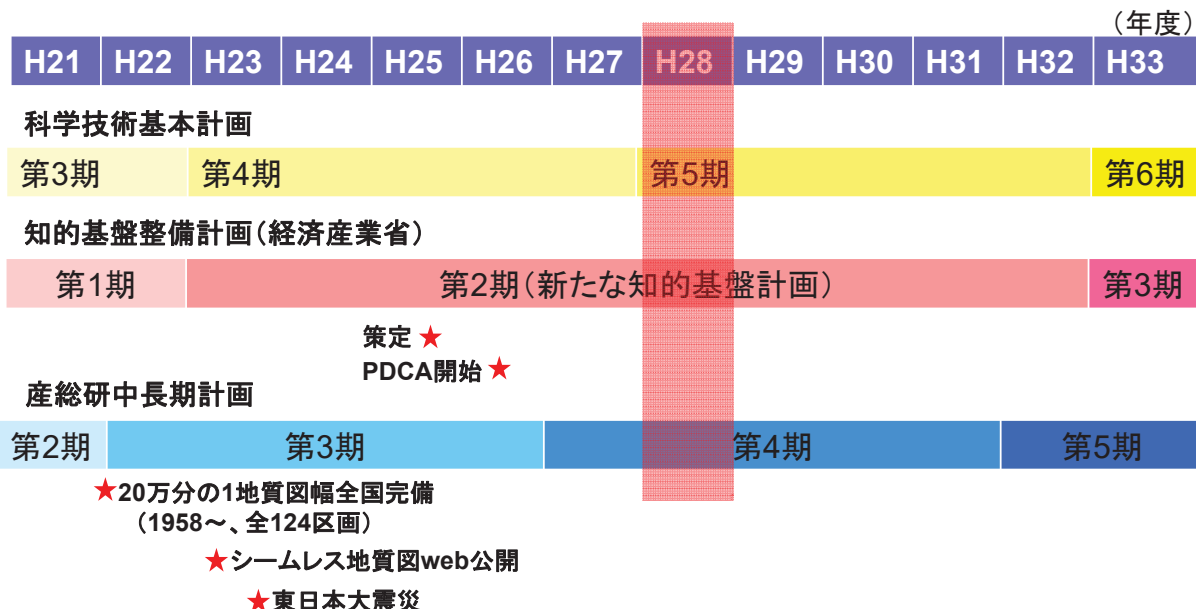 (年度)
H21 H22 H23 H24 H25 H26 H27 H28 H29 H30 H31 H32 H33
科学技術基本計画
第3期 第4期 第5期 第6期
知的基盤整備計画(経済産業省)
第1期 第2期(新たな知的基盤計画) 第3期
策定 ★
PDCA開始 ★
産総研中長期計画
第2期 第3期 第4期 第5期
★20万分の1地質図幅全国完備
(1958~、全124区画)
★シームレス地質図web公開
★東日本大震災